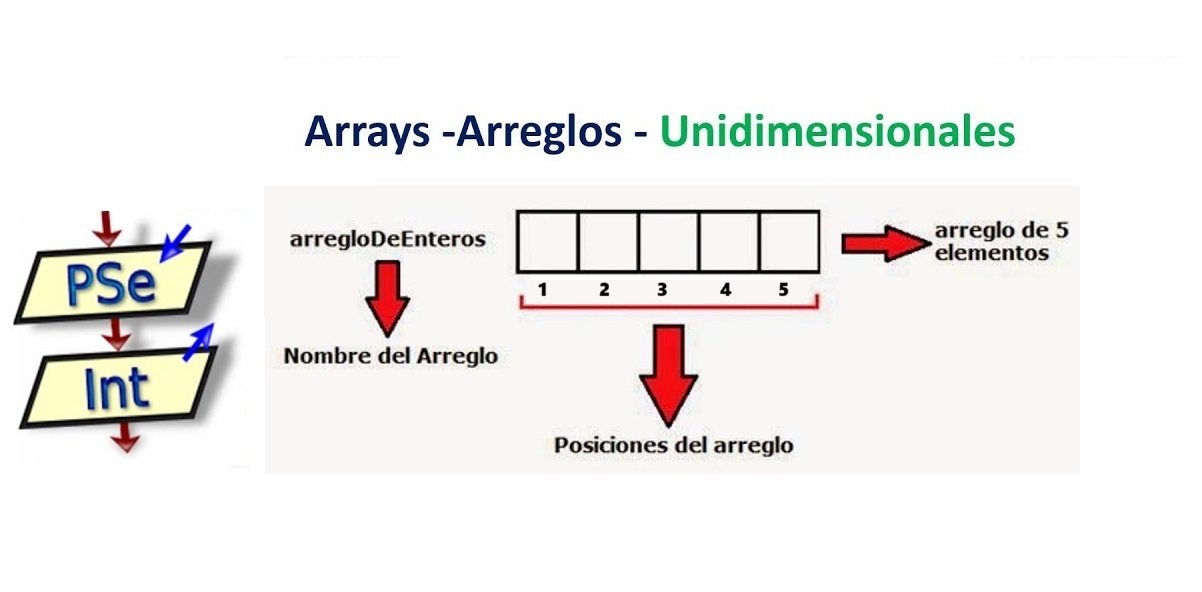 Arrays -Arreglos - Unidimensionales
PSe
Int
arregloDeEnteros
Nombre del Arreglo
1 2 3 4 5
Posiciones del arreglo
arreglo de 5
elementos